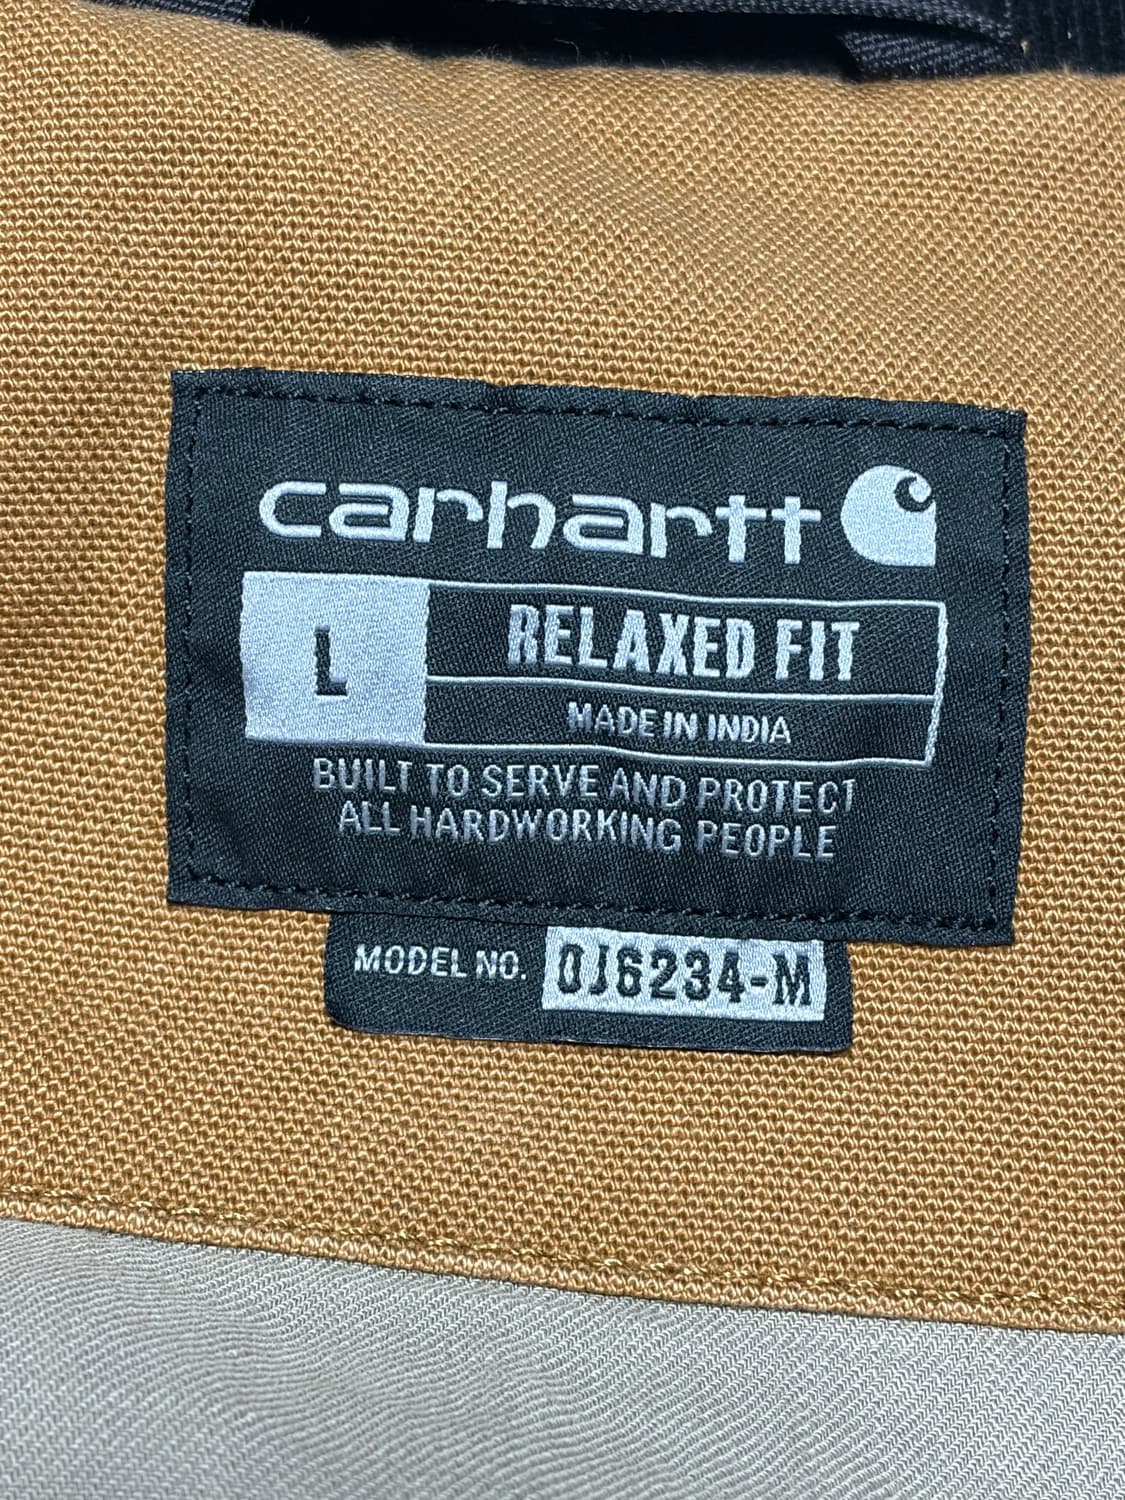 carhartt
L
RELAXED FIT
MADE IN INDIA
BUILT TO SERVE AND PROTECT
ALL HARDWORKING PEOPLE
MODEL NO. OJ6234-M